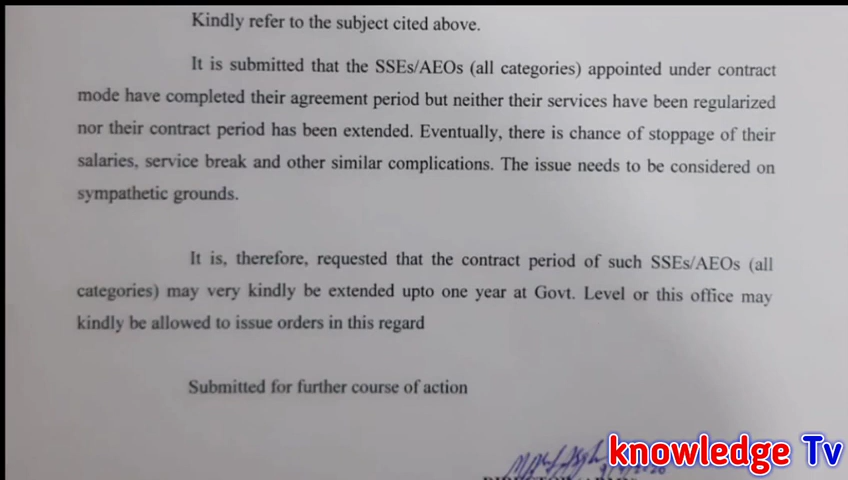 Kindly refer to the subject cited above.
It is submitted that the SSEs/AEOs (all categories) appointed under contract
mode have completed their agreement period but neither their services have been regularized
nor their contract period has been extended. Eventually, there is chance of stoppage of their
salaries, service break and other similar complications. The issue needs to be considered on
sympathetic grounds.
It is, therefore, requested that the contract period of such SSEs/AEOs (all
categories) may very kindly be extended upto one year at Govt. Level or this office may
kindly be allowed to issue orders in this regard
Submitted for further course of action
knowledge Tv